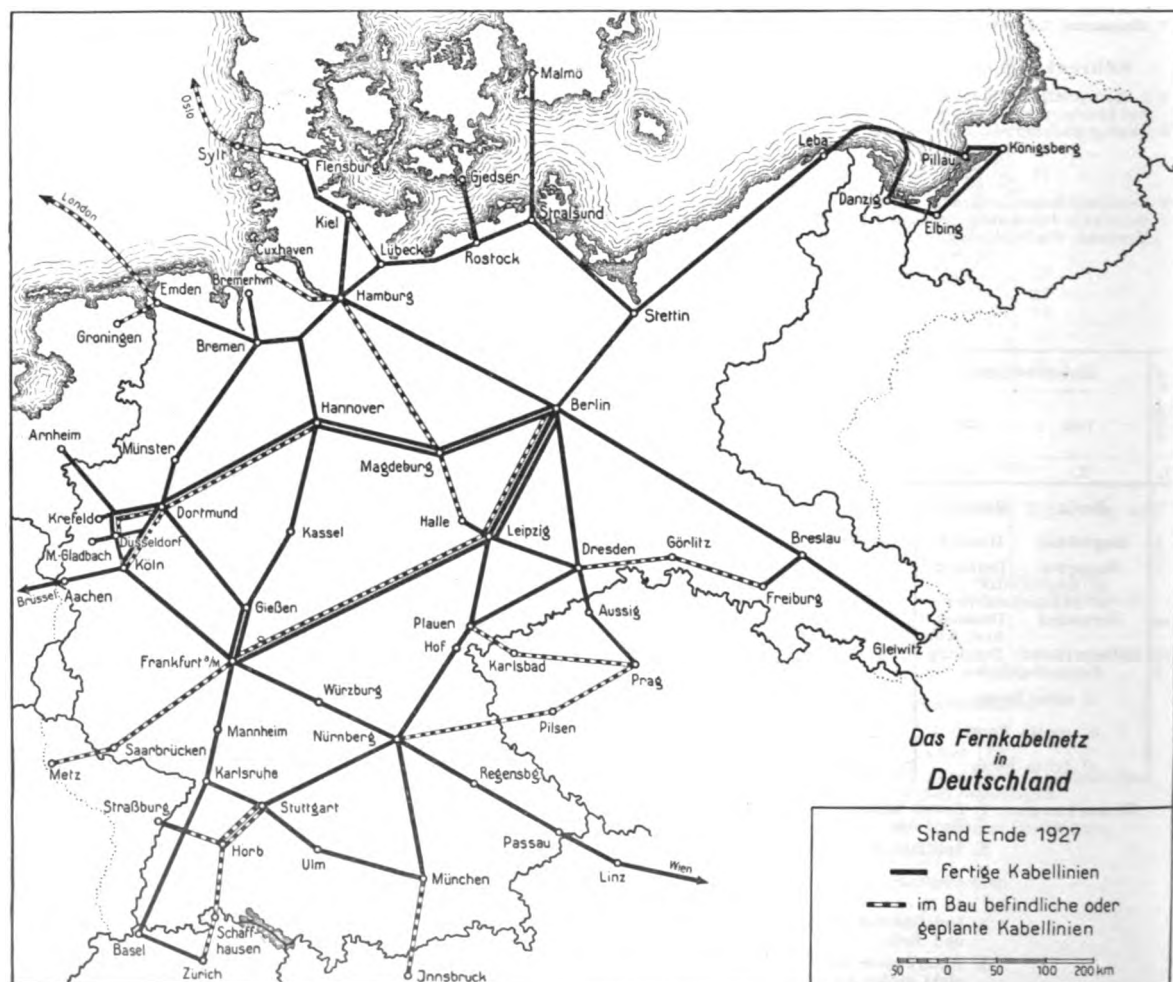 Malmö
Oslo
Sylt
Flensburg
Gjedser
Leba
Pillau
Königsberg
Danzig
Elbing
London
Kiel
Stralsund
Cuxhaven
Lübeck
Rostock
Bremerhvn
Emden
Hamburg
Stettin
Groningen
Bremen
Hannover
Berlin
Arnheim
Münster
Magdeburg
Krefeld
Dortmund
Halle
Leipzig
Düsseldorf
Kassel
M.-Gladbach
Dresden
Görlitz
Breslau
Köln
Brüssel
Aachen
Gießen
Freiburg
Aussig
Plauen
Hof
Karlsbad
Gleiwitz
Frankfurt a/M
Prag
Würzburg
Pilsen
Mannheim
Nürnberg
Saarbrücken
Metz
Karlsruhe
Regensbg
Straßburg
Stuttgart
Passau
Horb
Ulm
Linz
Wien
München
Schaff-
hausen
Basel
Zürich
Jnnsbruck
Das Fernkabelnetz
in
Deutschland
Stand Ende 1927
Fertige Kabellinien
im Bau befindliche oder
geplante Kabellinien
50 0 50 100 200 km